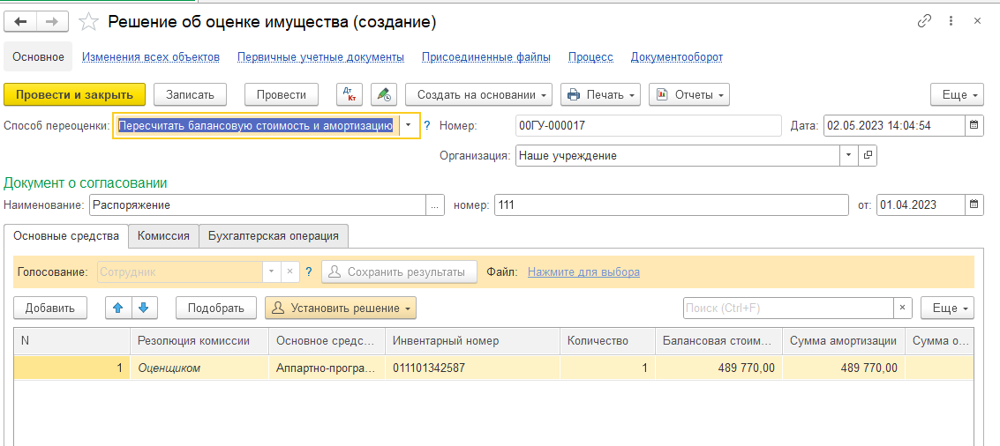 Решение об оценке имущества (создание)
Основное Изменения всех объектов Первичные учетные документы Присоединенные файлы Процесс Документооборот
Провести и закрыть Записать Провести Дт Кт Создать на основании Печать Отчеты Еще
Способ переоценки: Пересчитать балансовую стоимость и амортизацию ? Номер: 00ГУ-000017 Дата: 02.05.2023 14:04:54
Организация: Наше учреждение
Документ о согласовании
Наименование: Распоряжение ... номер: 111 от: 01.04.2023
Основные средства Комиссия Бухгалтерская операция
Голосование: Сотрудник × ? Сохранить результаты Файл: Нажмите для выбора
Добавить Подобрать Установить решение Поиск (Ctrl+F) × Еще
N Резолюция комиссии Основное средс... Инвентарный номер Количество Балансовая стоим... Сумма амортизации Сумма о...
1 Оценщиком Аппартно-програ... 011101342587 1 489 770,00 489 770,00